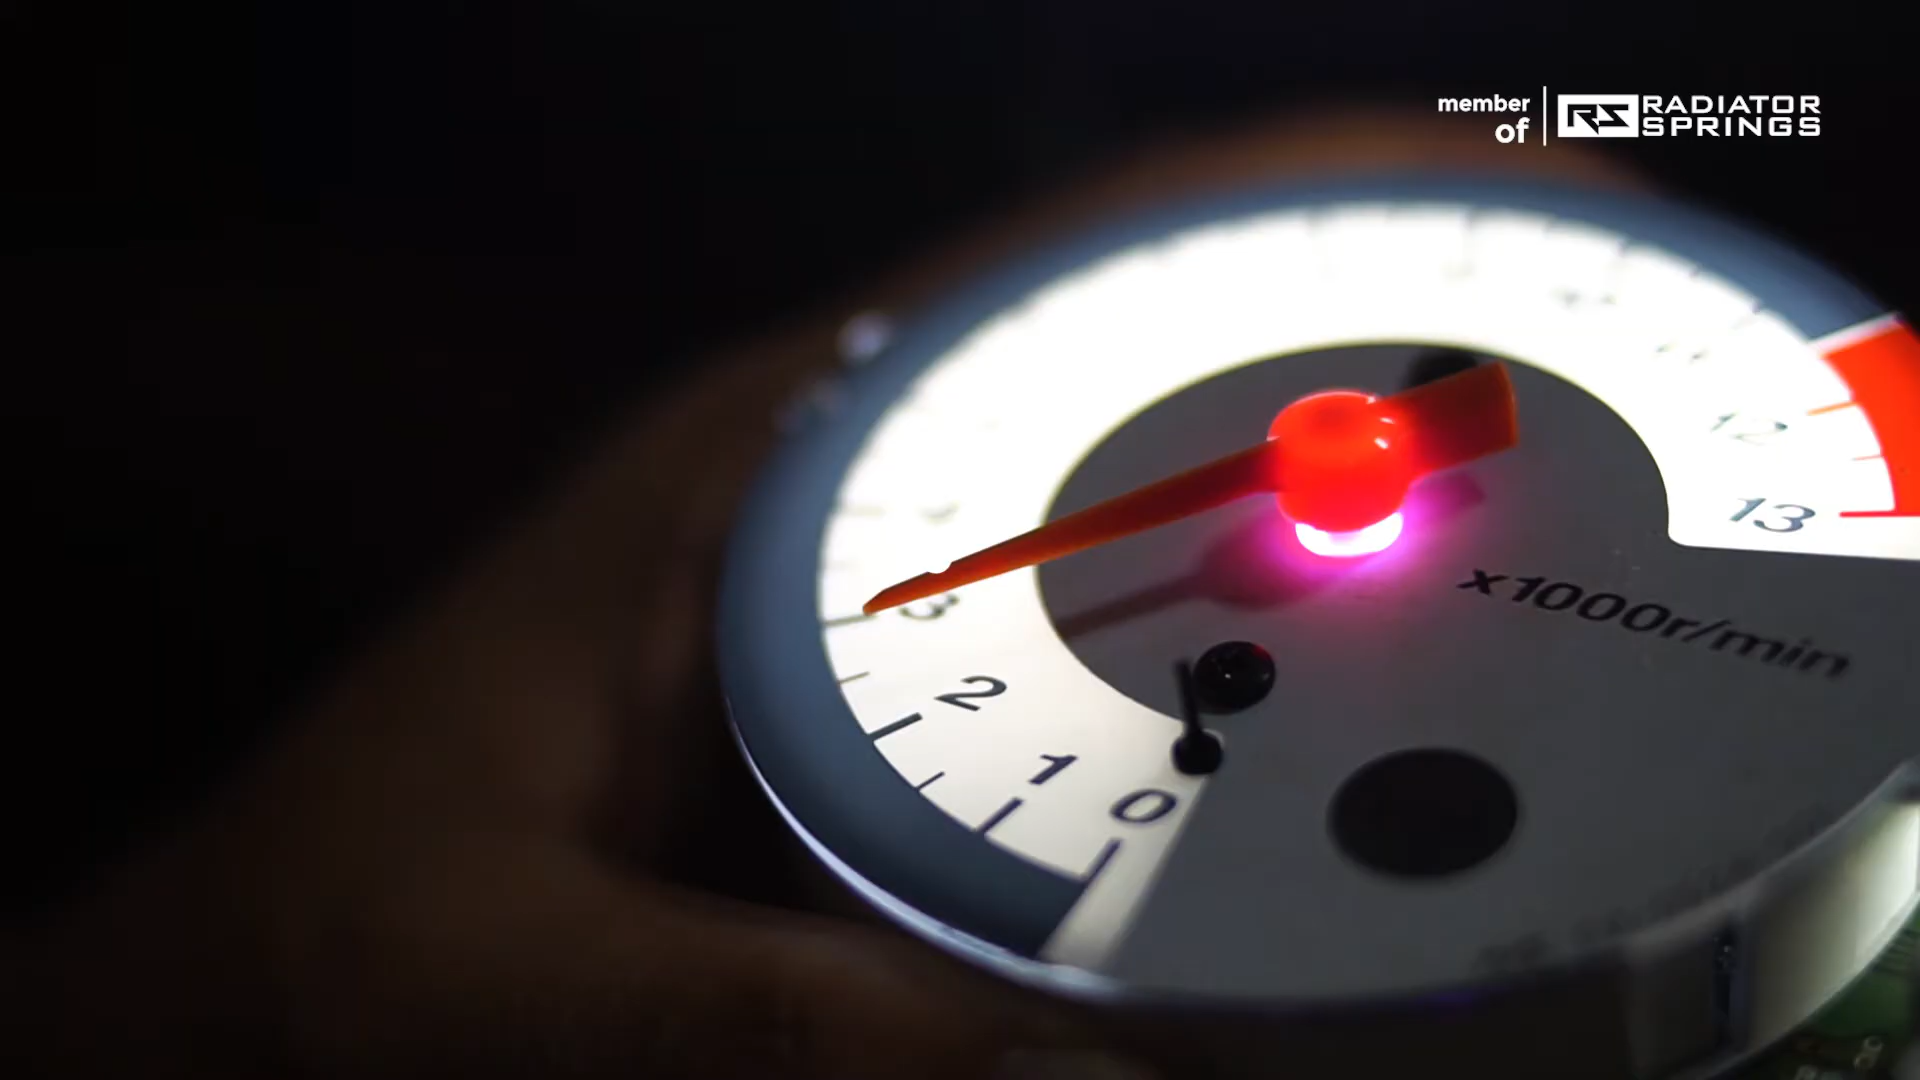 member
of
RS
RADIATOR
SPRINGS
12
13
x1000r/min
3
2
1
0